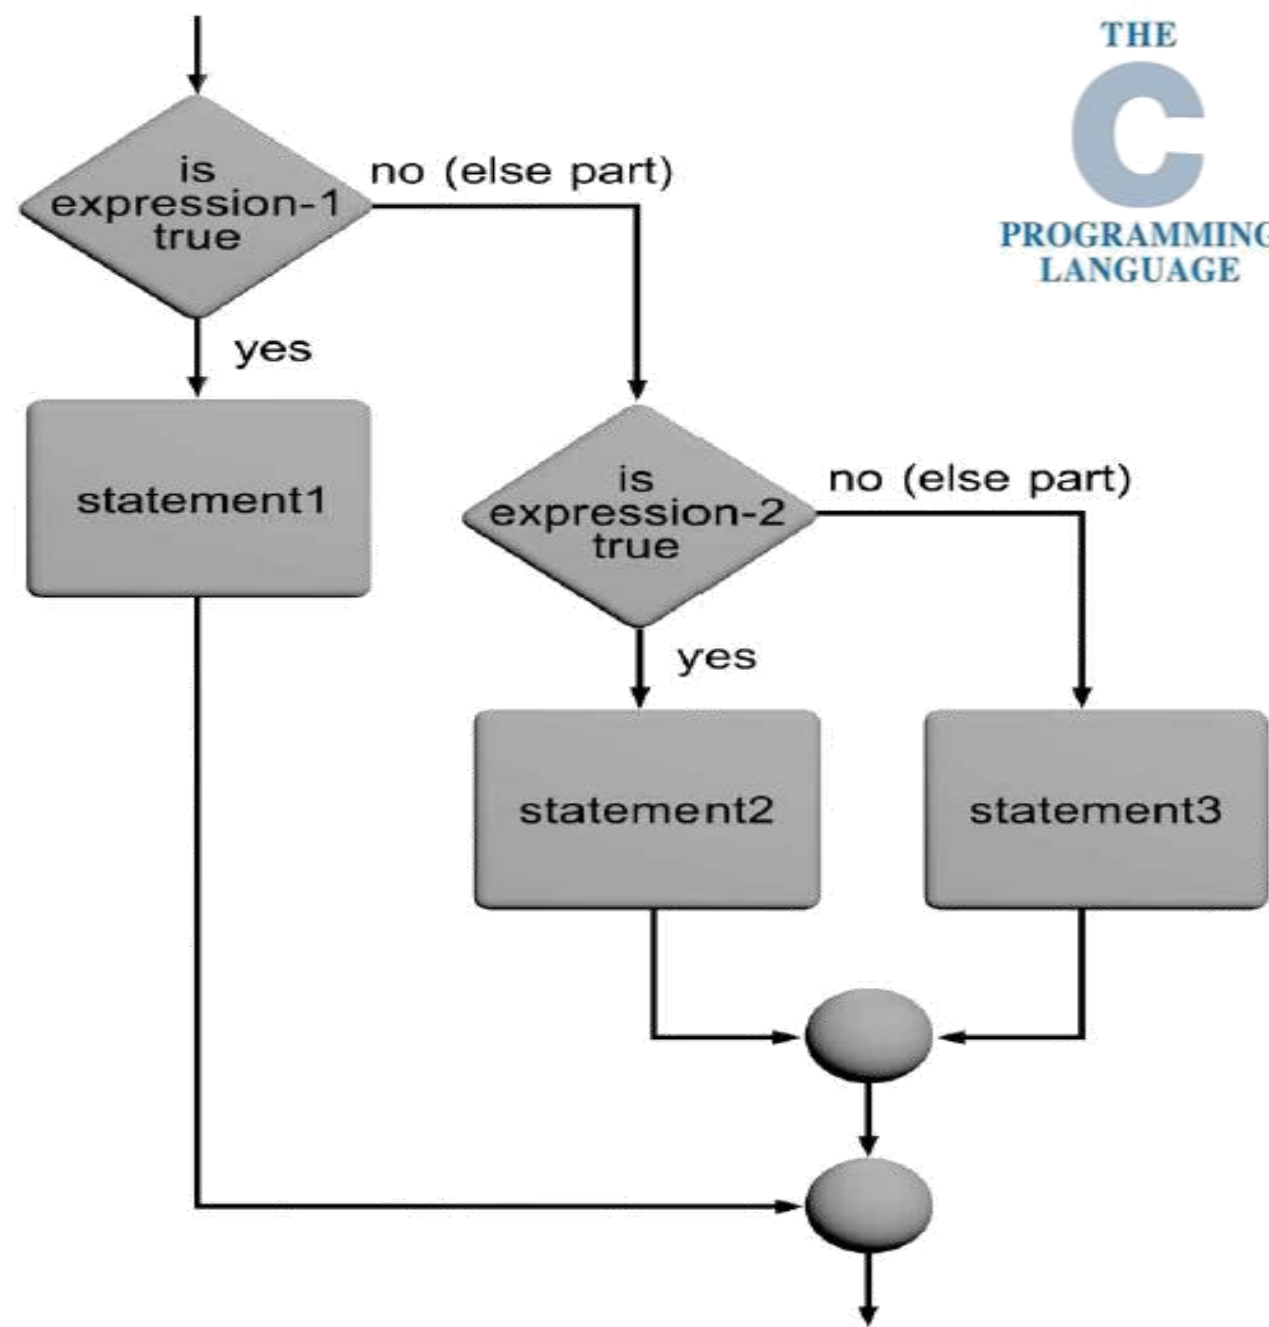 THE
C
PROGRAMMING
LANGUAGE
is
expression-1
true
no (else part)
yes
statement1
is
expression-2
true
no (else part)
yes
statement2
statement3